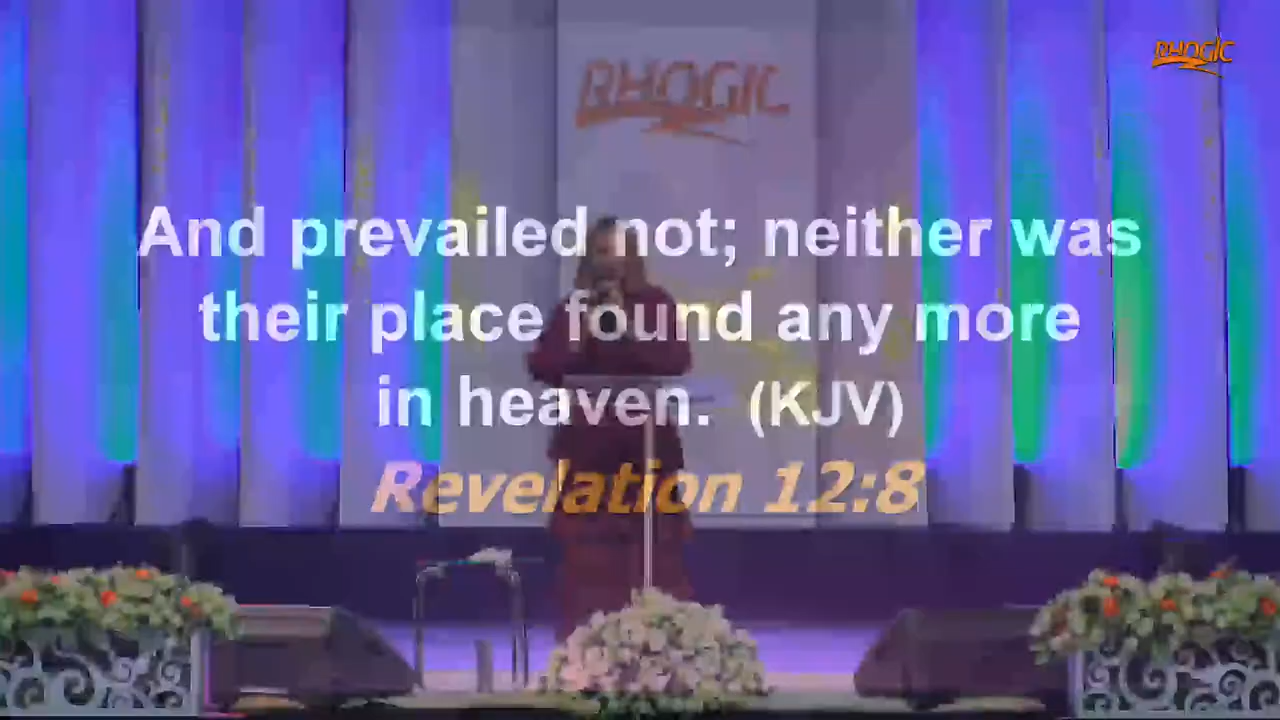 RHOGIC
RHOGIC
And prevailed not; neither was
their place found any more
in heaven. (KJV)
Revelation 12:8